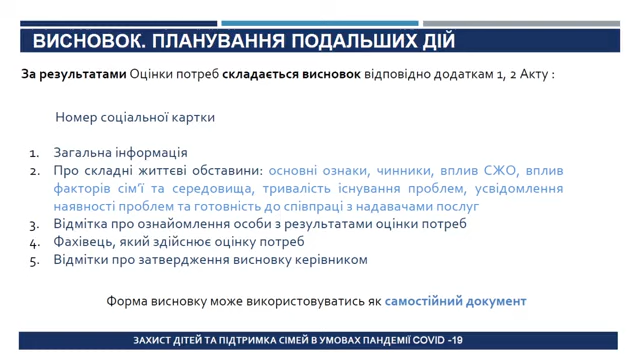 ВИСНОВОК. ПЛАНУВАННЯ ПОДАЛЬШИХ ДІЙ
За результатами Оцінки потреб складається висновок відповідно додаткам 1, 2 Акту :
Номер соціальної картки
1. Загальна інформація
2. Про складні життєві обставини: основні ознаки, чинники, вплив СЖО, вплив
факторів сім’ї та середовища, тривалість існування проблем, усвідомлення
наявності проблем та готовність до співпраці з надавачами послуг
3. Відмітка про ознайомлення особи з результатами оцінки потреб
4. Фахівець, який здійснює оцінку потреб
5. Відмітки про затвердження висновку керівником
Форма висновку може використовуватись як самостійний документ
ЗАХИСТ ДІТЕЙ ТА ПІДТРИМКА СІМЕЙ В УМОВАХ ПАНДЕМІЇ COVID -19